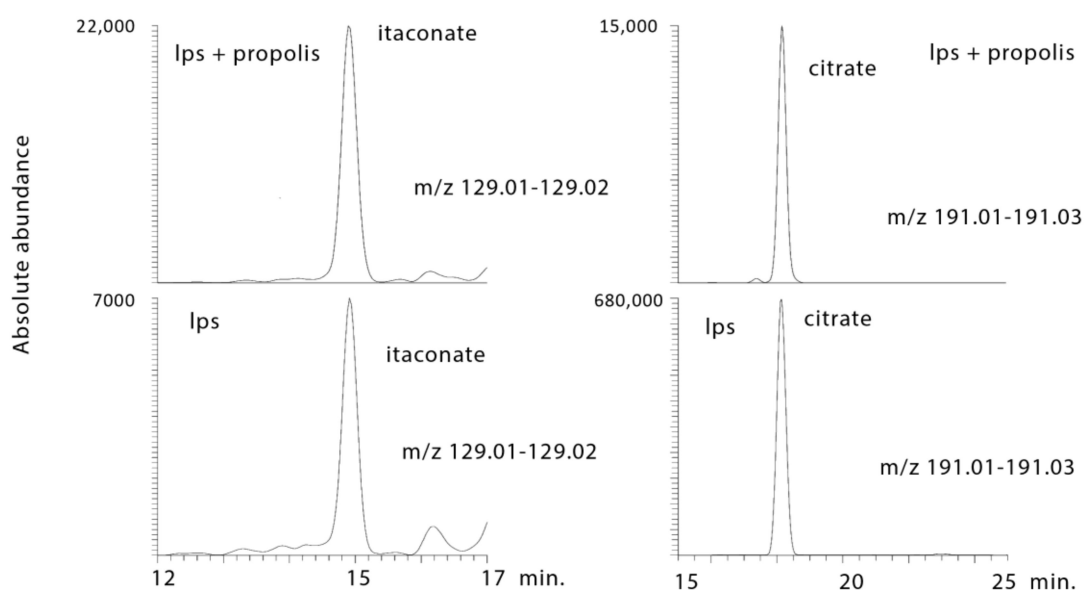 Absolute abundance
22,000
lps + propolis
itaconate
m/z 129.01-129.02
15,000
citrate
lps + propolis
m/z 191.01-191.03
7000
lps
itaconate
m/z 129.01-129.02
12
15
17
min.
680,000
lps
citrate
m/z 191.01-191.03
15
20
25
min.